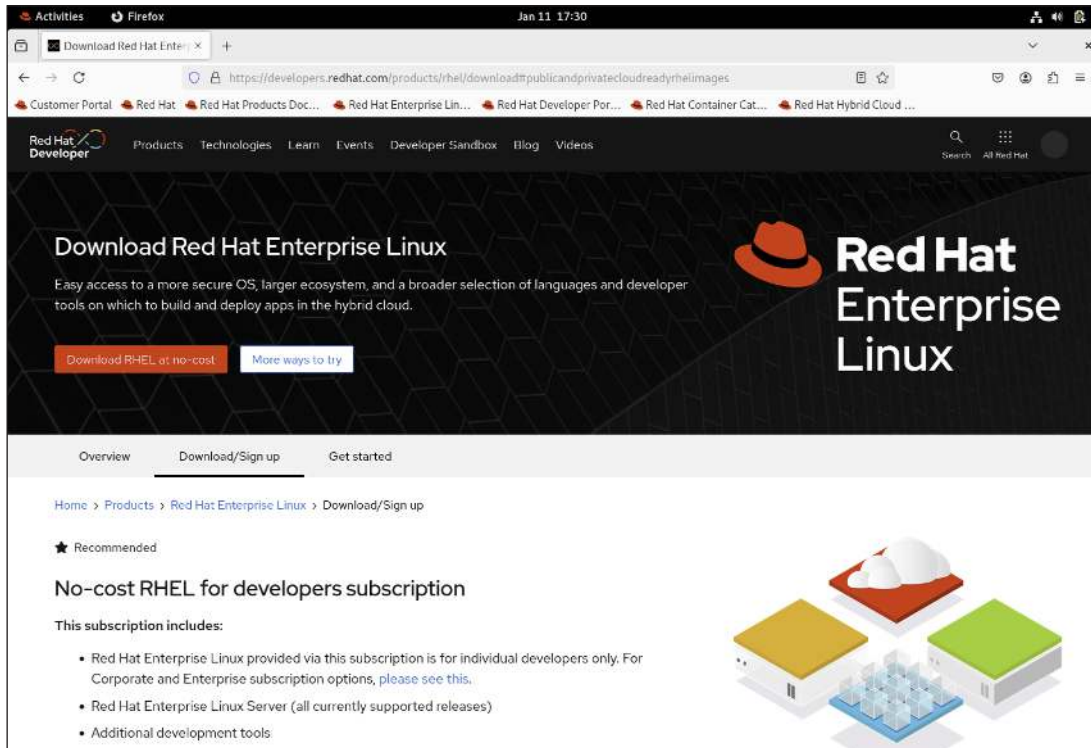 Activities Firefox Jan 11 17:30
Download Red Hat Enter
https://developers.redhat.com/products/rhel/download#publicandprivatecloudreadyrhelimages
Customer Portal Red Hat Red Hat Products Doc... Red Hat Enterprise Lin... Red Hat Developer Por... Red Hat Container Cat... Red Hat Hybrid Cloud ...
Red Hat
Developer
Products Technologies Learn Events Developer Sandbox Blog Videos
Search All Red Hat
Download Red Hat Enterprise Linux
Easy access to a more secure OS, larger ecosystem, and a broader selection of languages and developer
tools on which to build and deploy apps in the hybrid cloud.
Download RHEL at no-cost More ways to try
Red Hat
Enterprise
Linux
Overview Download/Sign up Get started
Home > Products > Red Hat Enterprise Linux > Download/Sign up
★ Recommended
No-cost RHEL for developers subscription
This subscription includes:
• Red Hat Enterprise Linux provided via this subscription is for individual developers only. For
Corporate and Enterprise subscription options, please see this.
• Red Hat Enterprise Linux Server (all currently supported releases)
• Additional development tools